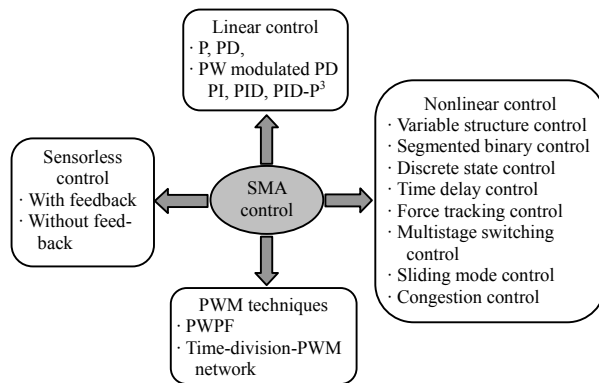 Linear control
· P, PD,
· PW modulated PD
PI, PID, PID-P³
Sensorless
control
· With feedback
· Without feed-
back
SMA
control
Nonlinear control
· Variable structure control
· Segmented binary control
· Discrete state control
· Time delay control
· Force tracking control
· Multistage switching
control
· Sliding mode control
· Congestion control
PWM techniques
· PWPF
· Time-division-PWM
network